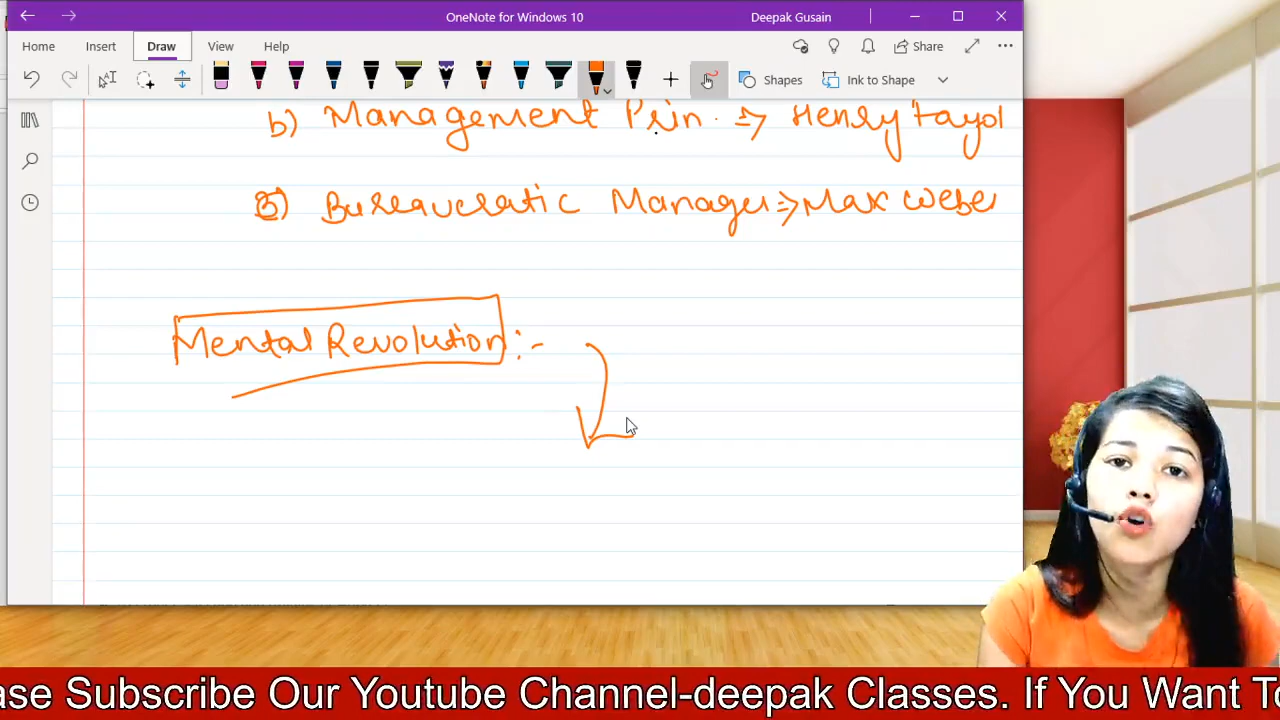 OneNote for Windows 10
Deepak Gusain
Home Insert Draw View Help Share
Shapes Ink to Shape
b) Management Prin. => Henry Fayol
3) Bureaucratic Manager => Max Weber
Mental Revolution :-
ase Subscribe Our Youtube Channel-deepak Classes. If You Want To